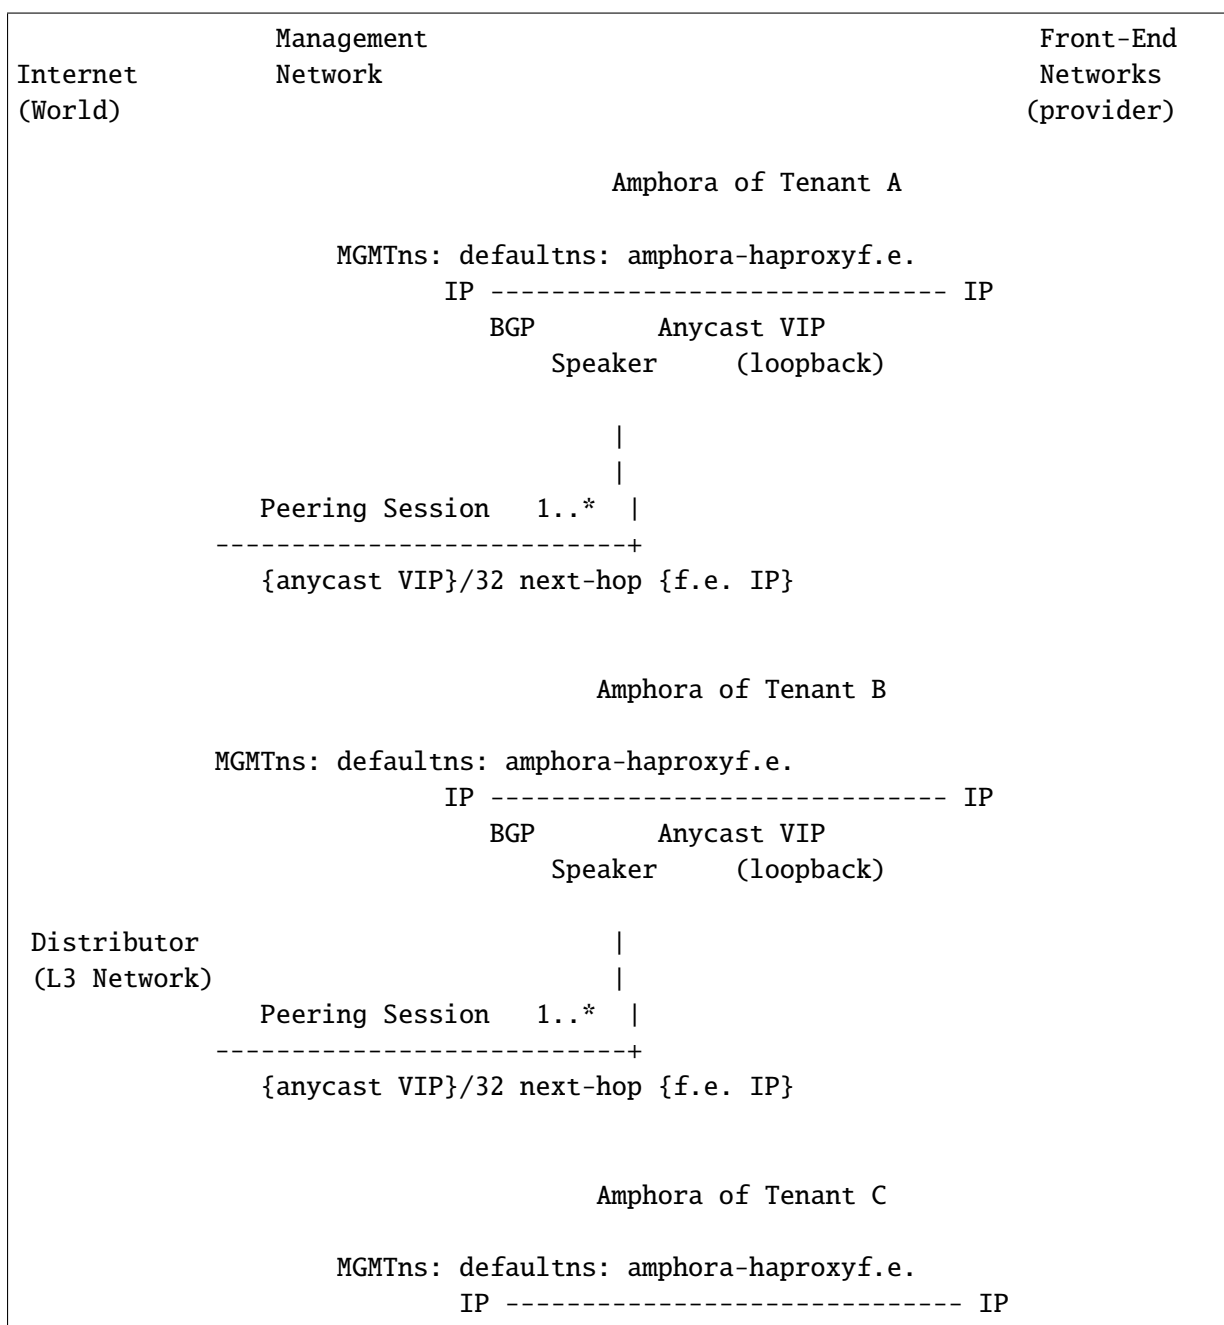 Management Front-End
Internet Network Networks
(World) (provider)
Amphora of Tenant A
MGMTns: defaultns: amphora-haproxyf.e.
IP ------------------------------ IP
BGP Anycast VIP
Speaker (loopback)
|
|
Peering Session 1..* |
---------------------------+
{anycast VIP}/32 next-hop {f.e. IP}
Amphora of Tenant B
MGMTns: defaultns: amphora-haproxyf.e.
IP ------------------------------ IP
BGP Anycast VIP
Speaker (loopback)
Distributor |
(L3 Network) |
Peering Session 1..* |
---------------------------+
{anycast VIP}/32 next-hop {f.e. IP}
Amphora of Tenant C
MGMTns: defaultns: amphora-haproxyf.e.
IP ------------------------------ IP